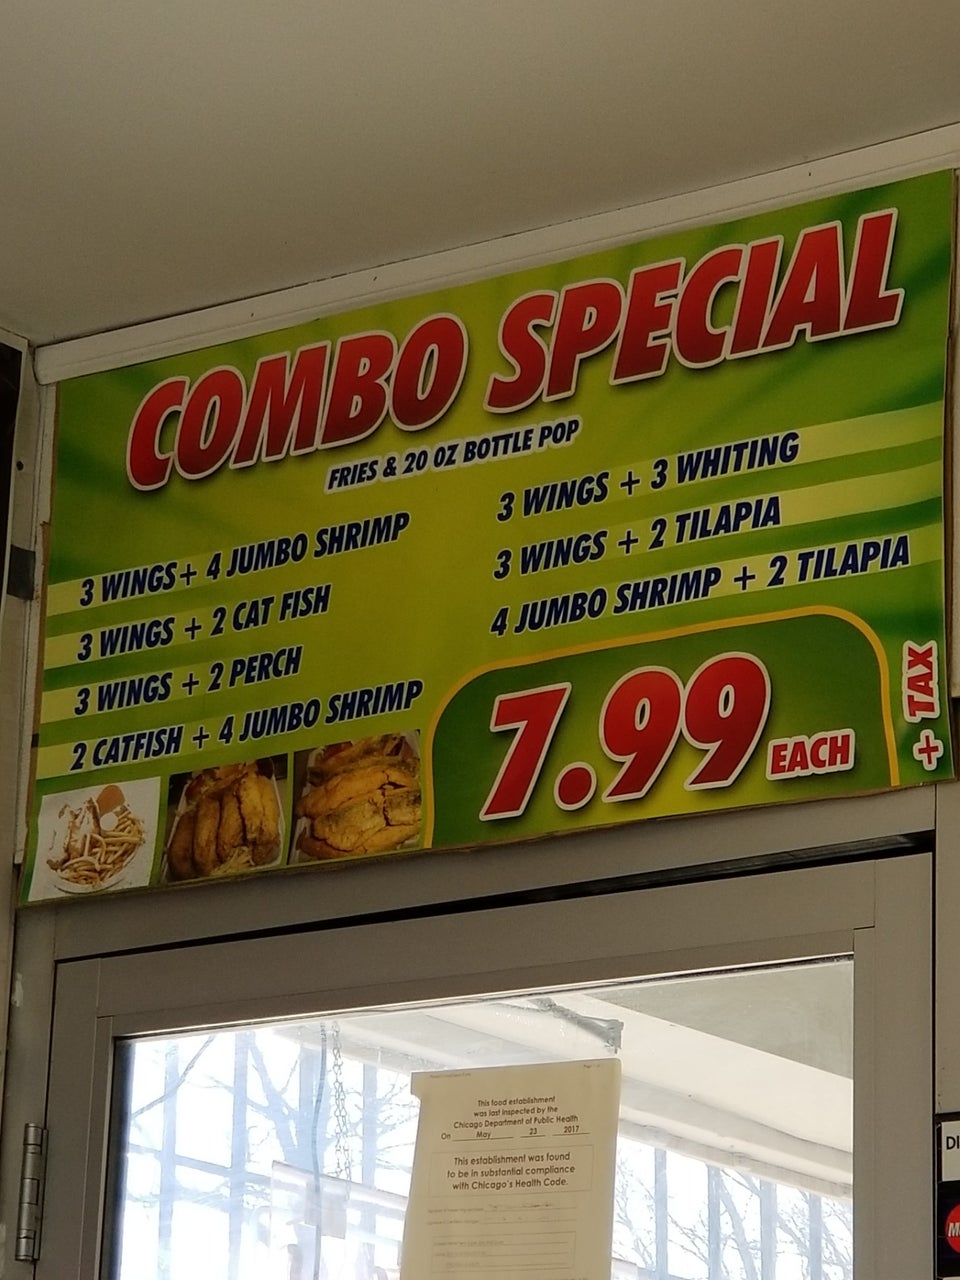 COMBO SPECIAL
FRIES & 20 OZ BOTTLE POP
3 WINGS+ 4 JUMBO SHRIMP
3 WINGS + 2 CAT FISH
3 WINGS + 2 PERCH
2 CATFISH + 4 JUMBO SHRIMP
3 WINGS + 3 WHITING
3 WINGS + 2 TILAPIA
4 JUMBO SHRIMP + 2 TILAPIA
7.99 EACH
+ TAX
This food establishment
was last inspected by the
Chicago Department of Public Health
On May 23 2017
This establishment was found
to be in substantial compliance
with Chicago's Health Code.